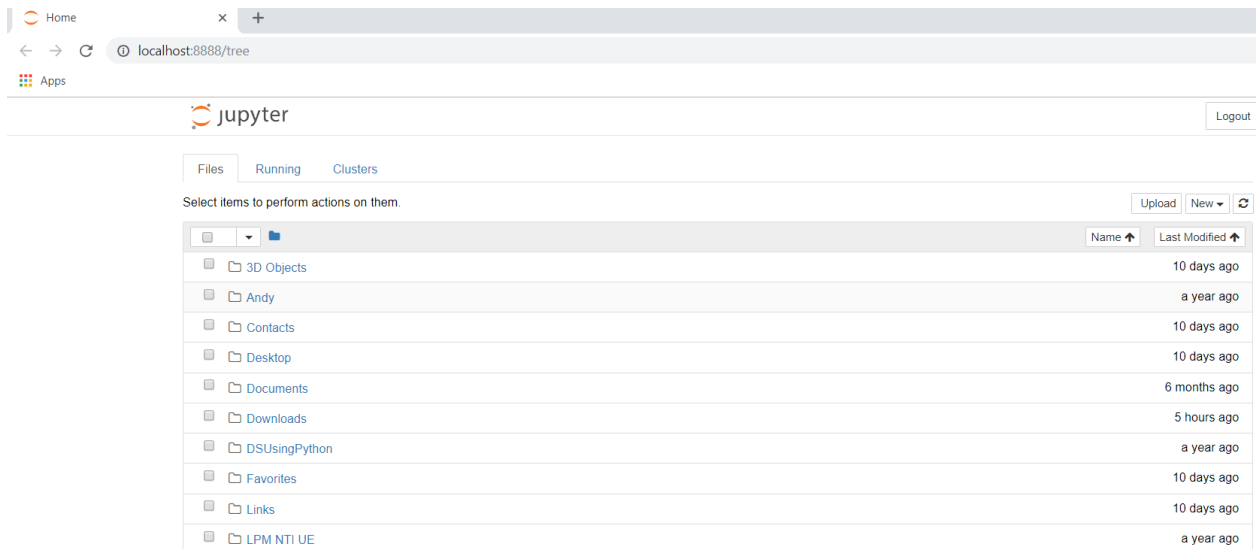 Home
localhost:8888/tree
Apps
jupyter
Logout
Files Running Clusters
Select items to perform actions on them.
Upload New
Name Last Modified
3D Objects 10 days ago
Andy a year ago
Contacts 10 days ago
Desktop 10 days ago
Documents 6 months ago
Downloads 5 hours ago
DSUsingPython a year ago
Favorites 10 days ago
Links 10 days ago
LPM NTI UE a year ago